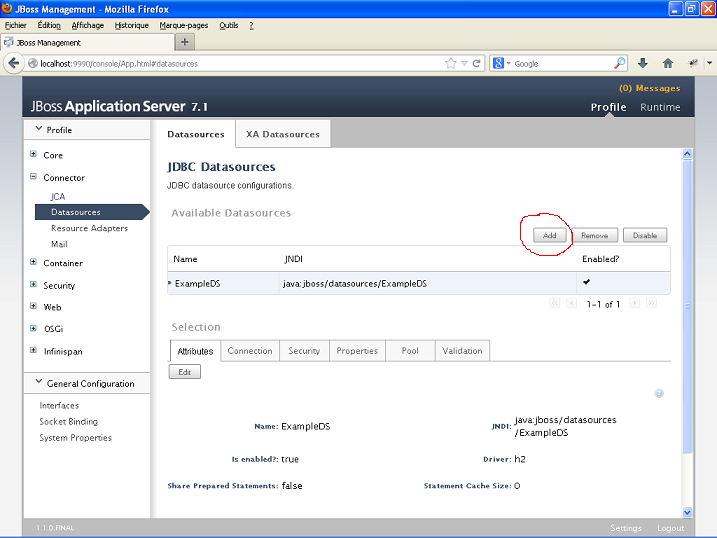 JBoss Management - Mozilla Firefox
Fichier Édition Affichage Historique Marque-pages Outils ?
JBoss Management
localhost:9990/console/App.html#datasources
Google
(0) Messages
JBoss Application Server 7.1
Profile Runtime
Profile
Core
Connector
JCA
Datasources
Resource Adapters
Mail
Container
Security
Web
OSGi
Infinispan
General Configuration
Interfaces
Socket Binding
System Properties
Datasources XA Datasources
JDBC Datasources
JDBC datasource configurations.
Available Datasources
Add Remove Disable
Name JNDI Enabled?
ExampleDS java:jboss/datasources/ExampleDS
1-1 of 1
Selection
Attributes Connection Security Properties Pool Validation
Edit
Name: ExampleDS JNDI: java:jboss/datasources
/ExampleDS
Is enabled?: true Driver: h2
Share Prepared Statements: false Statement Cache Size: 0
1.1.0.FINAL Settings Logout